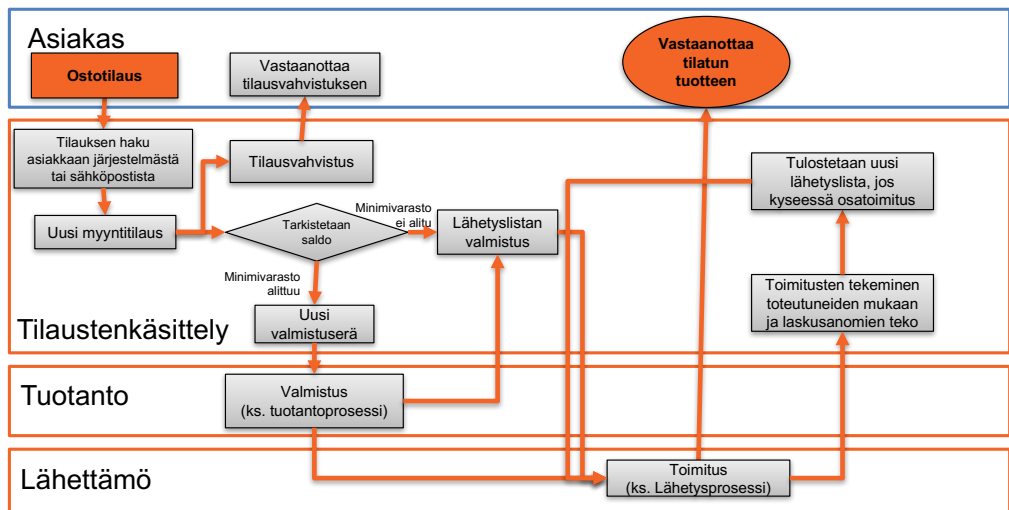 Asiakas
Ostotilaus
Vastaanottaa
tilausvahvistuksen
Vastaanottaa
tilatun
tuotteen
Tilauksen haku
asiakkaan järjestelmästä
tai sähköpostista
Tilausvahvistus
Tulostetaan uusi
lähetyslista, jos
kyseessä osatoimitus
Uusi myyntitilaus
Tarkistetaan
saldo
Minimivarasto
ei alitu
Lähetyslistan
valmistus
Minimivarasto
alittuu
Uusi
valmistuserä
Toimitusten tekeminen
toteutuneiden mukaan
ja laskusanomien teko
Tilaustenkäsittely
Tuotanto
Valmistus
(ks. tuotantoprosessi)
Lähettämö
Toimitus
(ks. Lähetysprosessi)